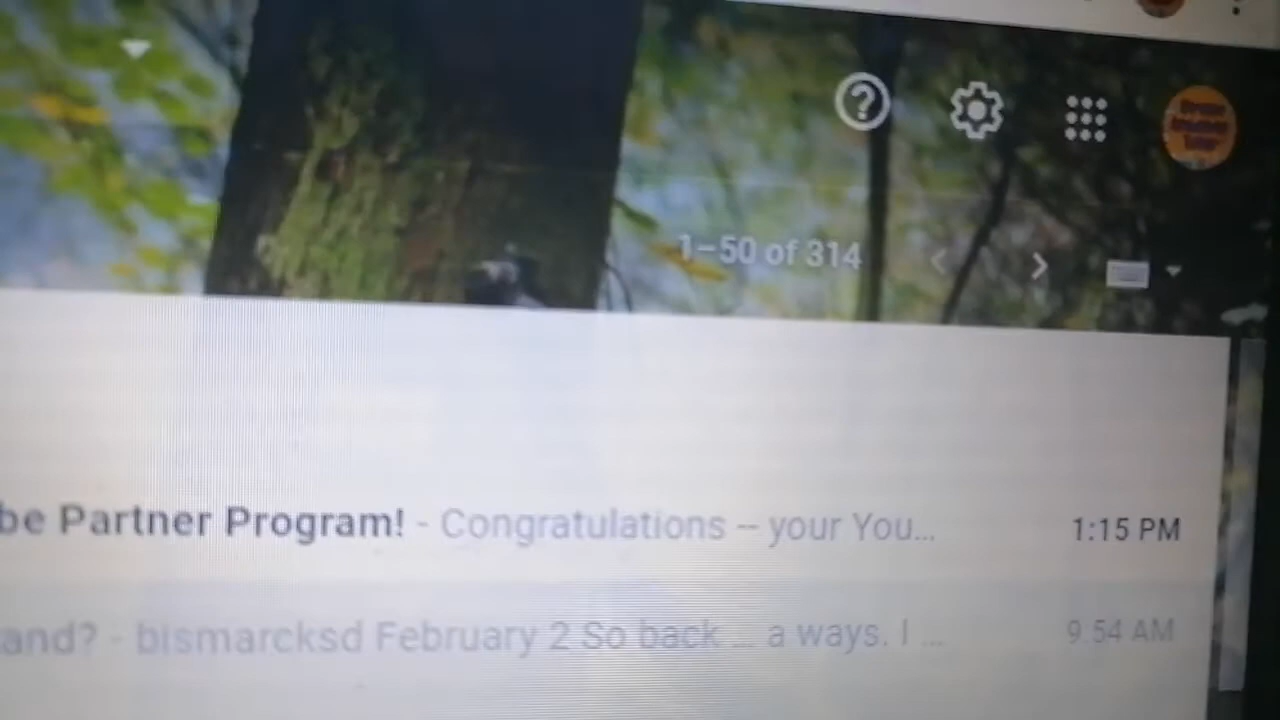 1–50 of 314
be Partner Program! - Congratulations -- your You...
1:15 PM
and? - bismarcksd February 2 So back ... a ways. I ...
9:54 AM